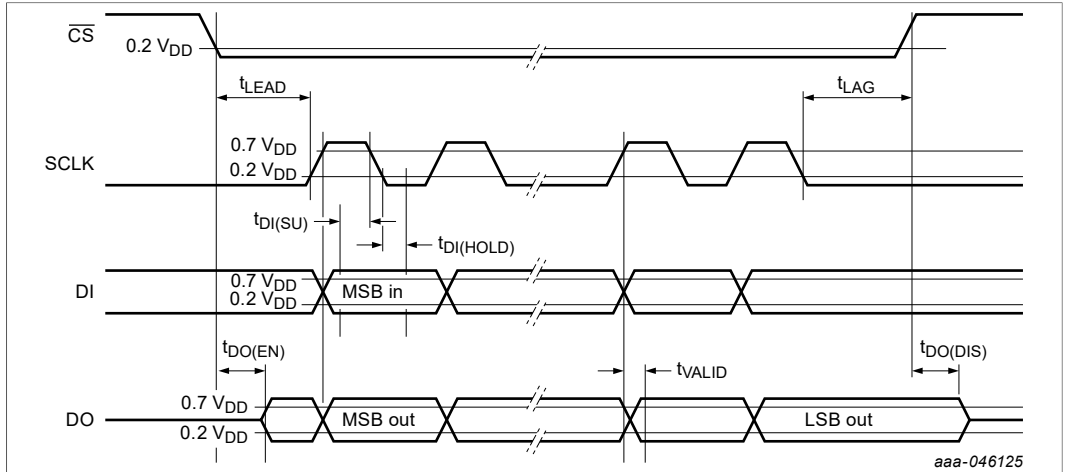 CS
0.2 VDD
tLEAD
tLAG
0.7 VDD
SCLK
0.2 VDD
tDI(SU)
tDI(HOLD)
0.7 VDD
DI
MSB in
0.2 VDD
tDO(EN)
tVALID
tDO(DIS)
0.7 VDD
DO
MSB out
LSB out
0.2 VDD
aaa-046125